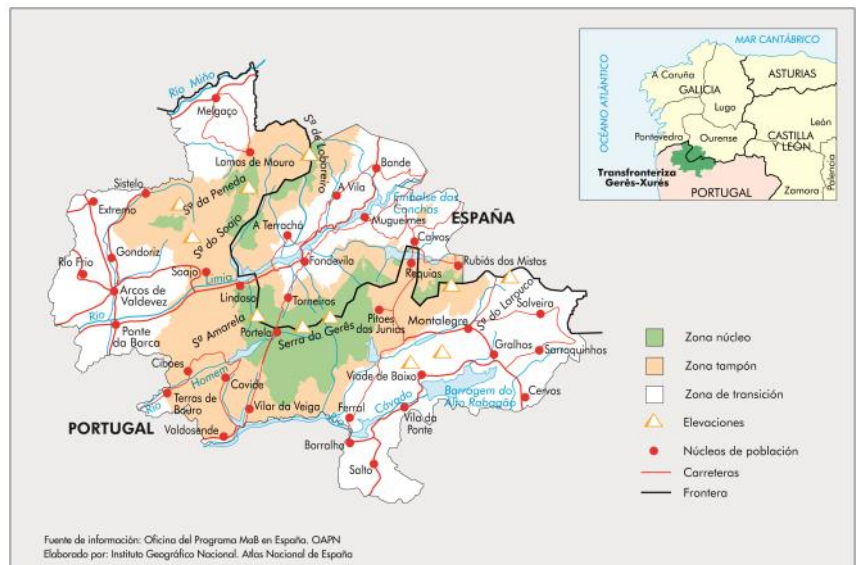 Río Miño
Melgaço
Lamas de Mouro
Sª de Laboreiro
Sistelo
Sª da Peneda
Extremo
Bande
A Vila
Embalse das
Conchas
ESPAÑA
Mugueimes
A Terrachá
Calvos
Sª do Soajo
Gondoriz
Río Frio
Soajo
Fondevila
Requias
Rubiás dos Mistos
Arcos de
Valdevez
Limia
Lindoso
Torneiros
Río
Ponte
da Barca
Sª Amarela
Portela
Serra do Gerês
Pitoes
das Junias
Montalegre
Sª do Larouco
Solveira
Gralhos
Sarraquinhos
Cibões
Homem
Covide
Viade de Baixo
Barragem do
Alto Rabagão
Cervos
Río
Terras de
Bouro
Vilar da Veiga
Ferral
Cávado
Vila da
Ponte
PORTUGAL
Valdosende
Borralha
Salto
MAR CANTÁBRICO
OCÉANO ATLÁNTICO
A Coruña
GALICIA
Lugo
ASTURIAS
León
Pontevedra
Ourense
CASTILLA
Y LEÓN
Palencia
Transfronteriza
Gerês-Xurés
PORTUGAL
Zamora
Zona núcleo
Zona tampón
Zona de transición
Elevaciones
Núcleos de población
Carreteras
Frontera
Fuente de información: Oficina del Programa MaB en España. OAPN
Elaborado por: Instituto Geográfico Nacional. Atlas Nacional de España